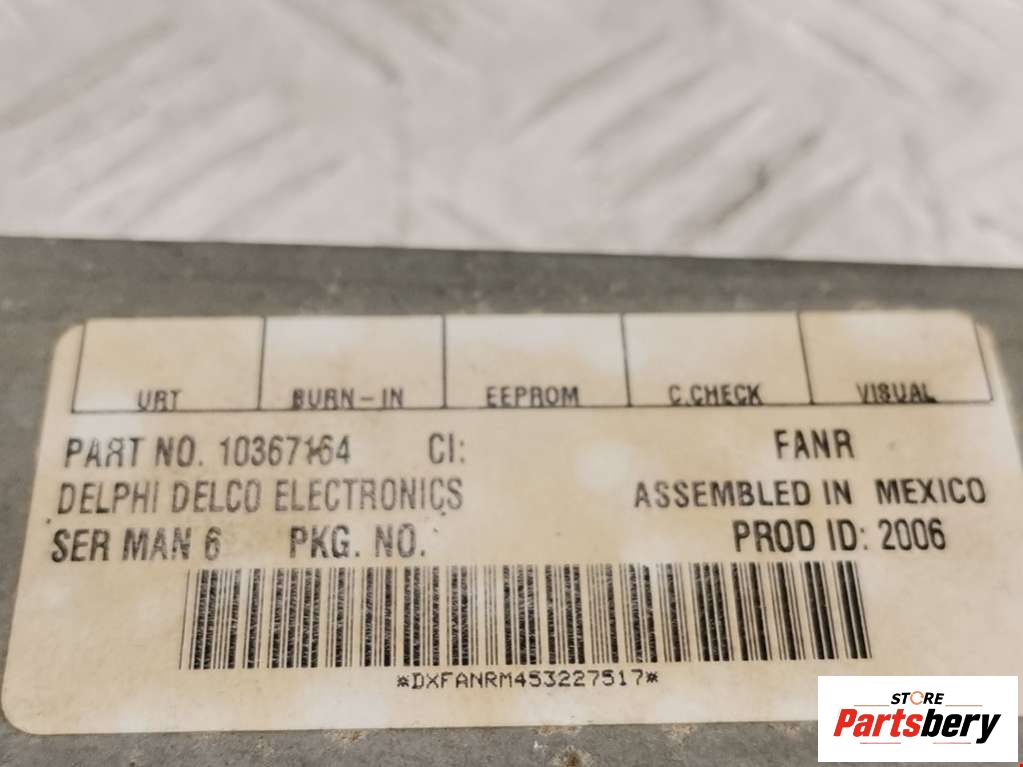 URT BURN-IN EEPROM C.CHECK VISUAL
PART NO. 10367164 CI: FANR
DELPHI DELCO ELECTRONICS ASSEMBLED IN MEXICO
SER MAN 6 PKG. NO. PROD ID: 2006
*DXFANRM453227517*
STORE
Partsbery